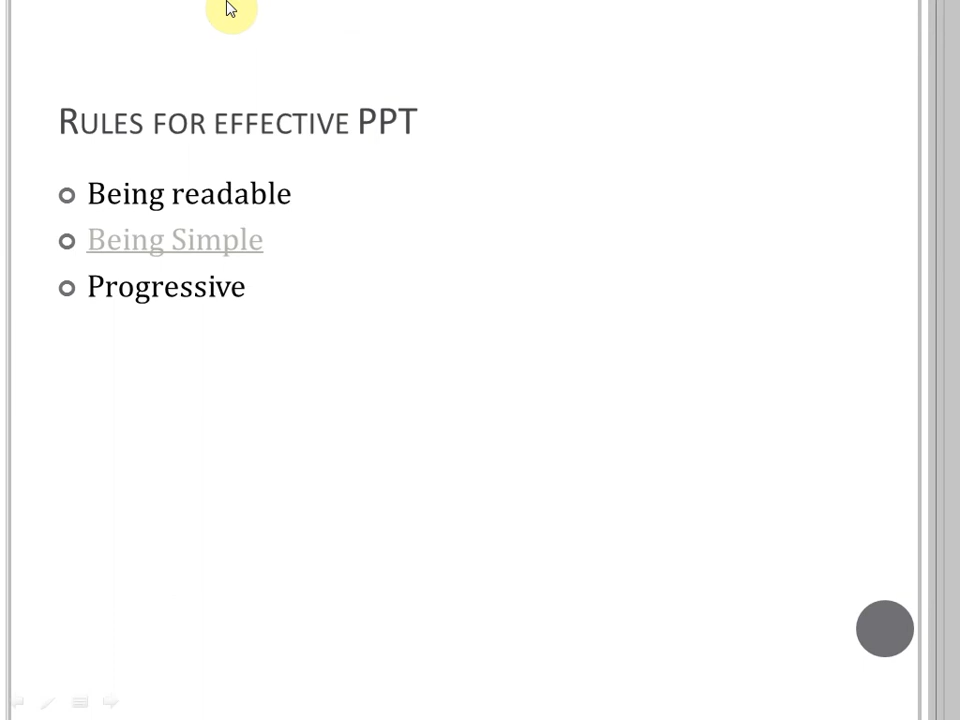 Rules for effective PPT
Being readable
Being Simple
Progressive